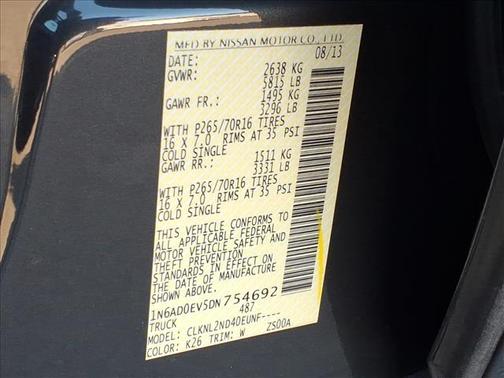 MFD BY NISSAN MOTOR CO., LTD.
DATE: 08/13
GVWR: 2638 KG
5815 LB
GAWR FR.: 1495 KG
3296 LB
WITH P265/70R16 TIRES
16 X 7.0 RIMS AT 35 PSI
COLD SINGLE
GAWR RR.: 1511 KG
3331 LB
WITH P265/70R16 TIRES
16 X 7.0 RIMS AT 35 PSI
COLD SINGLE
THIS VEHICLE CONFORMS TO
ALL APPLICABLE FEDERAL
MOTOR VEHICLE SAFETY AND
THEFT PREVENTION
STANDARDS IN EFFECT ON
DATE OF MFR. SHOWN ABOVE.
1N6AD0EV5DN754692
TRUCK 487
MODEL: CLKNL2ND4DEUNF----
COLOR: K26 TRIM: W ZS00A